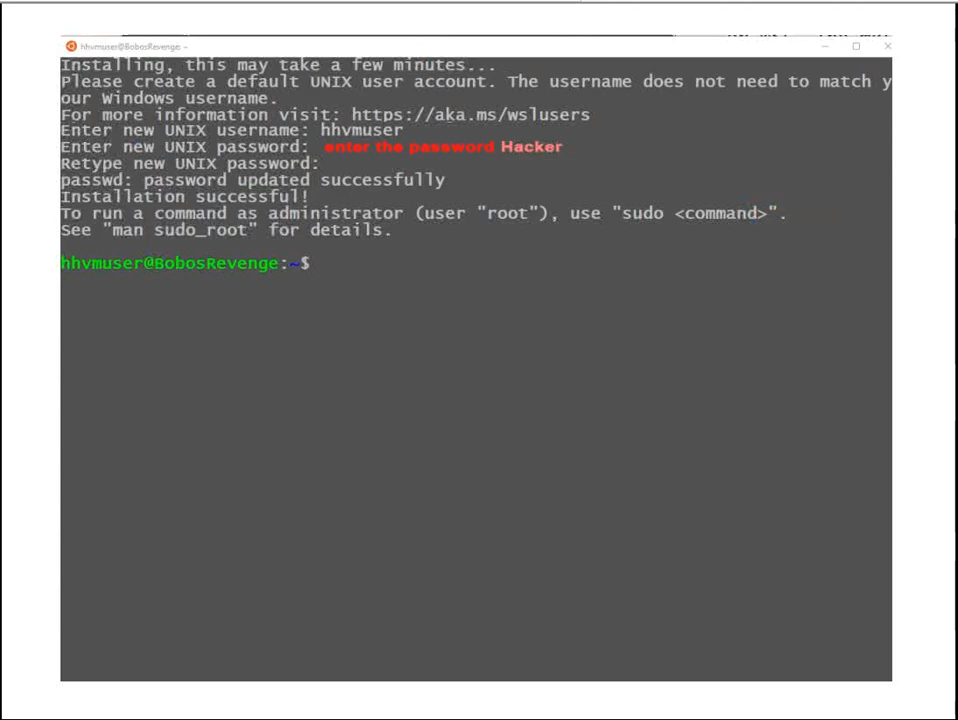 hhvmuser@BobosRevenge: ~
Installing, this may take a few minutes...
Please create a default UNIX user account. The username does not need to match y
our Windows username.
For more information visit: https://aka.ms/wslusers
Enter new UNIX username: hhvmuser
Enter new UNIX password: enter the password Hacker
Retype new UNIX password:
passwd: password updated successfully
Installation successful!
To run a command as administrator (user "root"), use "sudo <command>".
See "man sudo_root" for details.
hhvmuser@BobosRevenge:~$